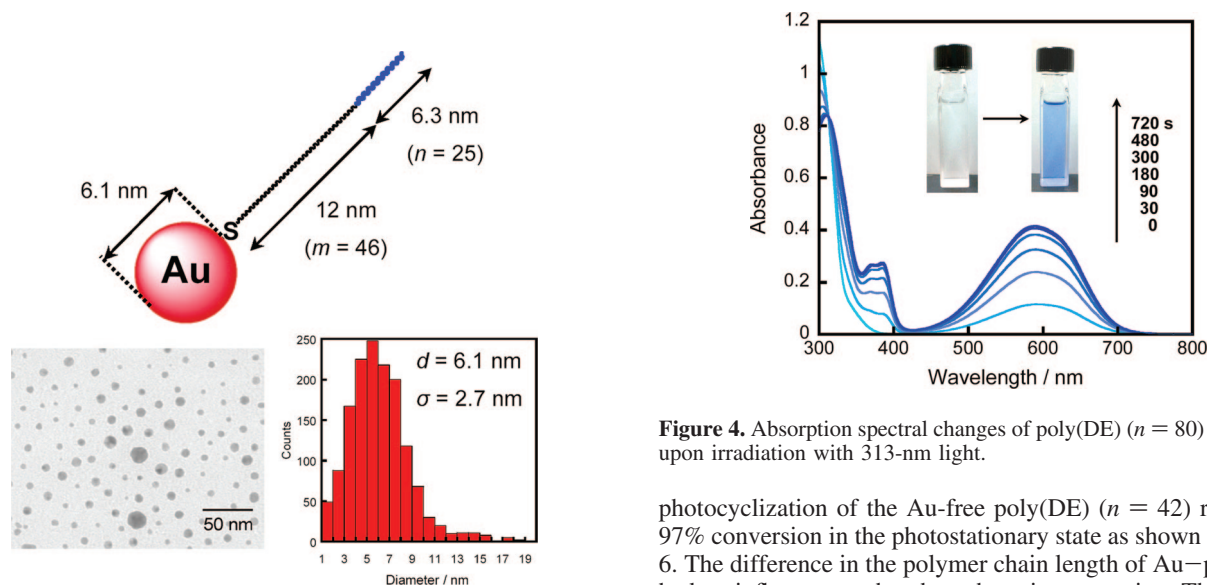 6.3 nm
(n = 25)
6.1 nm
12 nm
(m = 46)
S
Au
50 nm
250
200
150
100
50
0
Counts
d = 6.1 nm
σ = 2.7 nm
1 3 5 7 9 11 13 14 15 17 19
Diameter / nm
1.2
1
0.8
0.6
0.4
0.2
0
Absorbance
720 s
480
300
180
90
30
0
300 400 500 600 700 800
Wavelength / nm
Figure 4. Absorption spectral changes of poly(DE) (n = 80)
upon irradiation with 313-nm light.
photocyclization of the Au-free poly(DE) (n = 42) r
97% conversion in the photostationary state as shown
6. The difference in the polymer chain length of Au−p